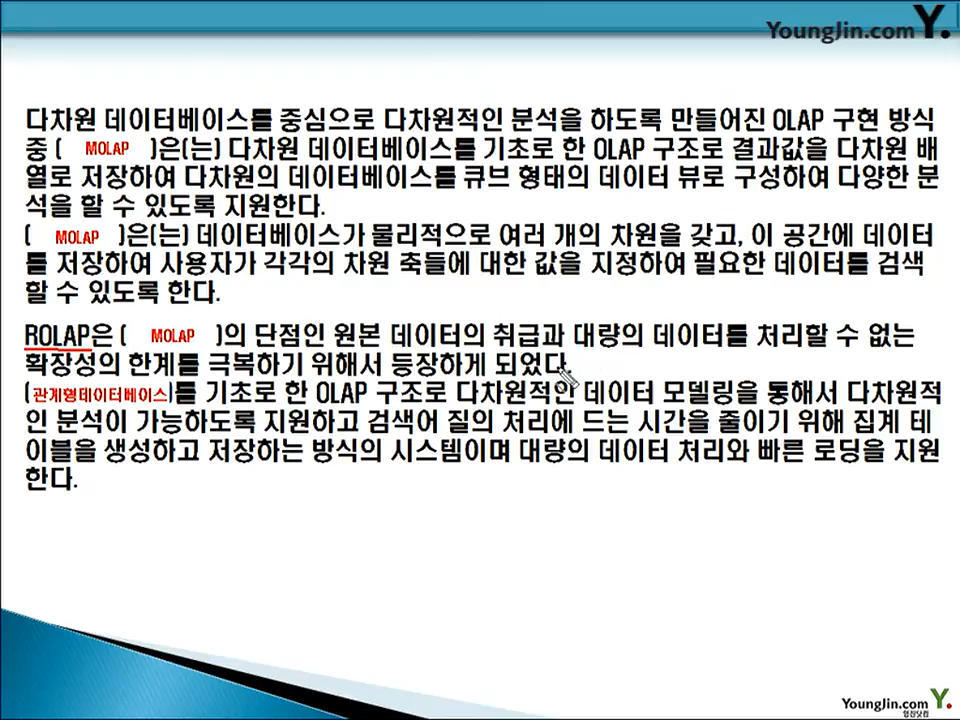 YoungJin.com Y.
다차원 데이터베이스를 중심으로 다차원적인 분석을 하도록 만들어진 OLAP 구현 방식
중 ( MOLAP )은(는) 다차원 데이터베이스를 기초로 한 OLAP 구조로 결과값을 다차원 배
열로 저장하여 다차원의 데이터베이스를 큐브 형태의 데이터 뷰로 구성하여 다양한 분
석을 할 수 있도록 지원한다.
( MOLAP )은(는) 데이터베이스가 물리적으로 여러 개의 차원을 갖고, 이 공간에 데이터
를 저장하여 사용자가 각각의 차원 축들에 대한 값을 지정하여 필요한 데이터를 검색
할 수 있도록 한다.
ROLAP은 ( MOLAP )의 단점인 원본 데이터의 취급과 대량의 데이터를 처리할 수 없는
확장성의 한계를 극복하기 위해서 등장하게 되었다.
(관계형데이터베이스)를 기초로 한 OLAP 구조로 다차원적인 데이터 모델링을 통해서 다차원적
인 분석이 가능하도록 지원하고 검색어 질의 처리에 드는 시간을 줄이기 위해 집계 테
이블을 생성하고 저장하는 방식의 시스템이며 대량의 데이터 처리와 빠른 로딩을 지원
한다.
YoungJin.com Y.
영진닷컴